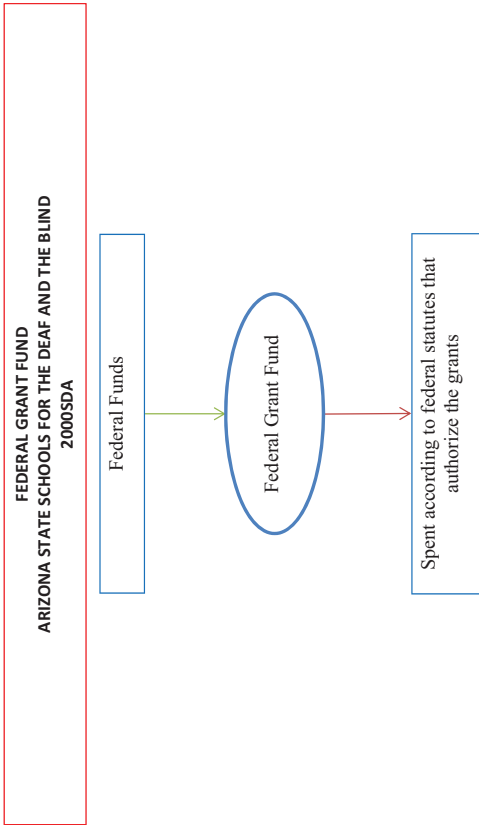 FEDERAL GRANT FUND
ARIZONA STATE SCHOOLS FOR THE DEAF AND THE BLIND
2000SDA
Federal Funds
Federal Grant Fund
Spent according to federal statutes that
authorize the grants